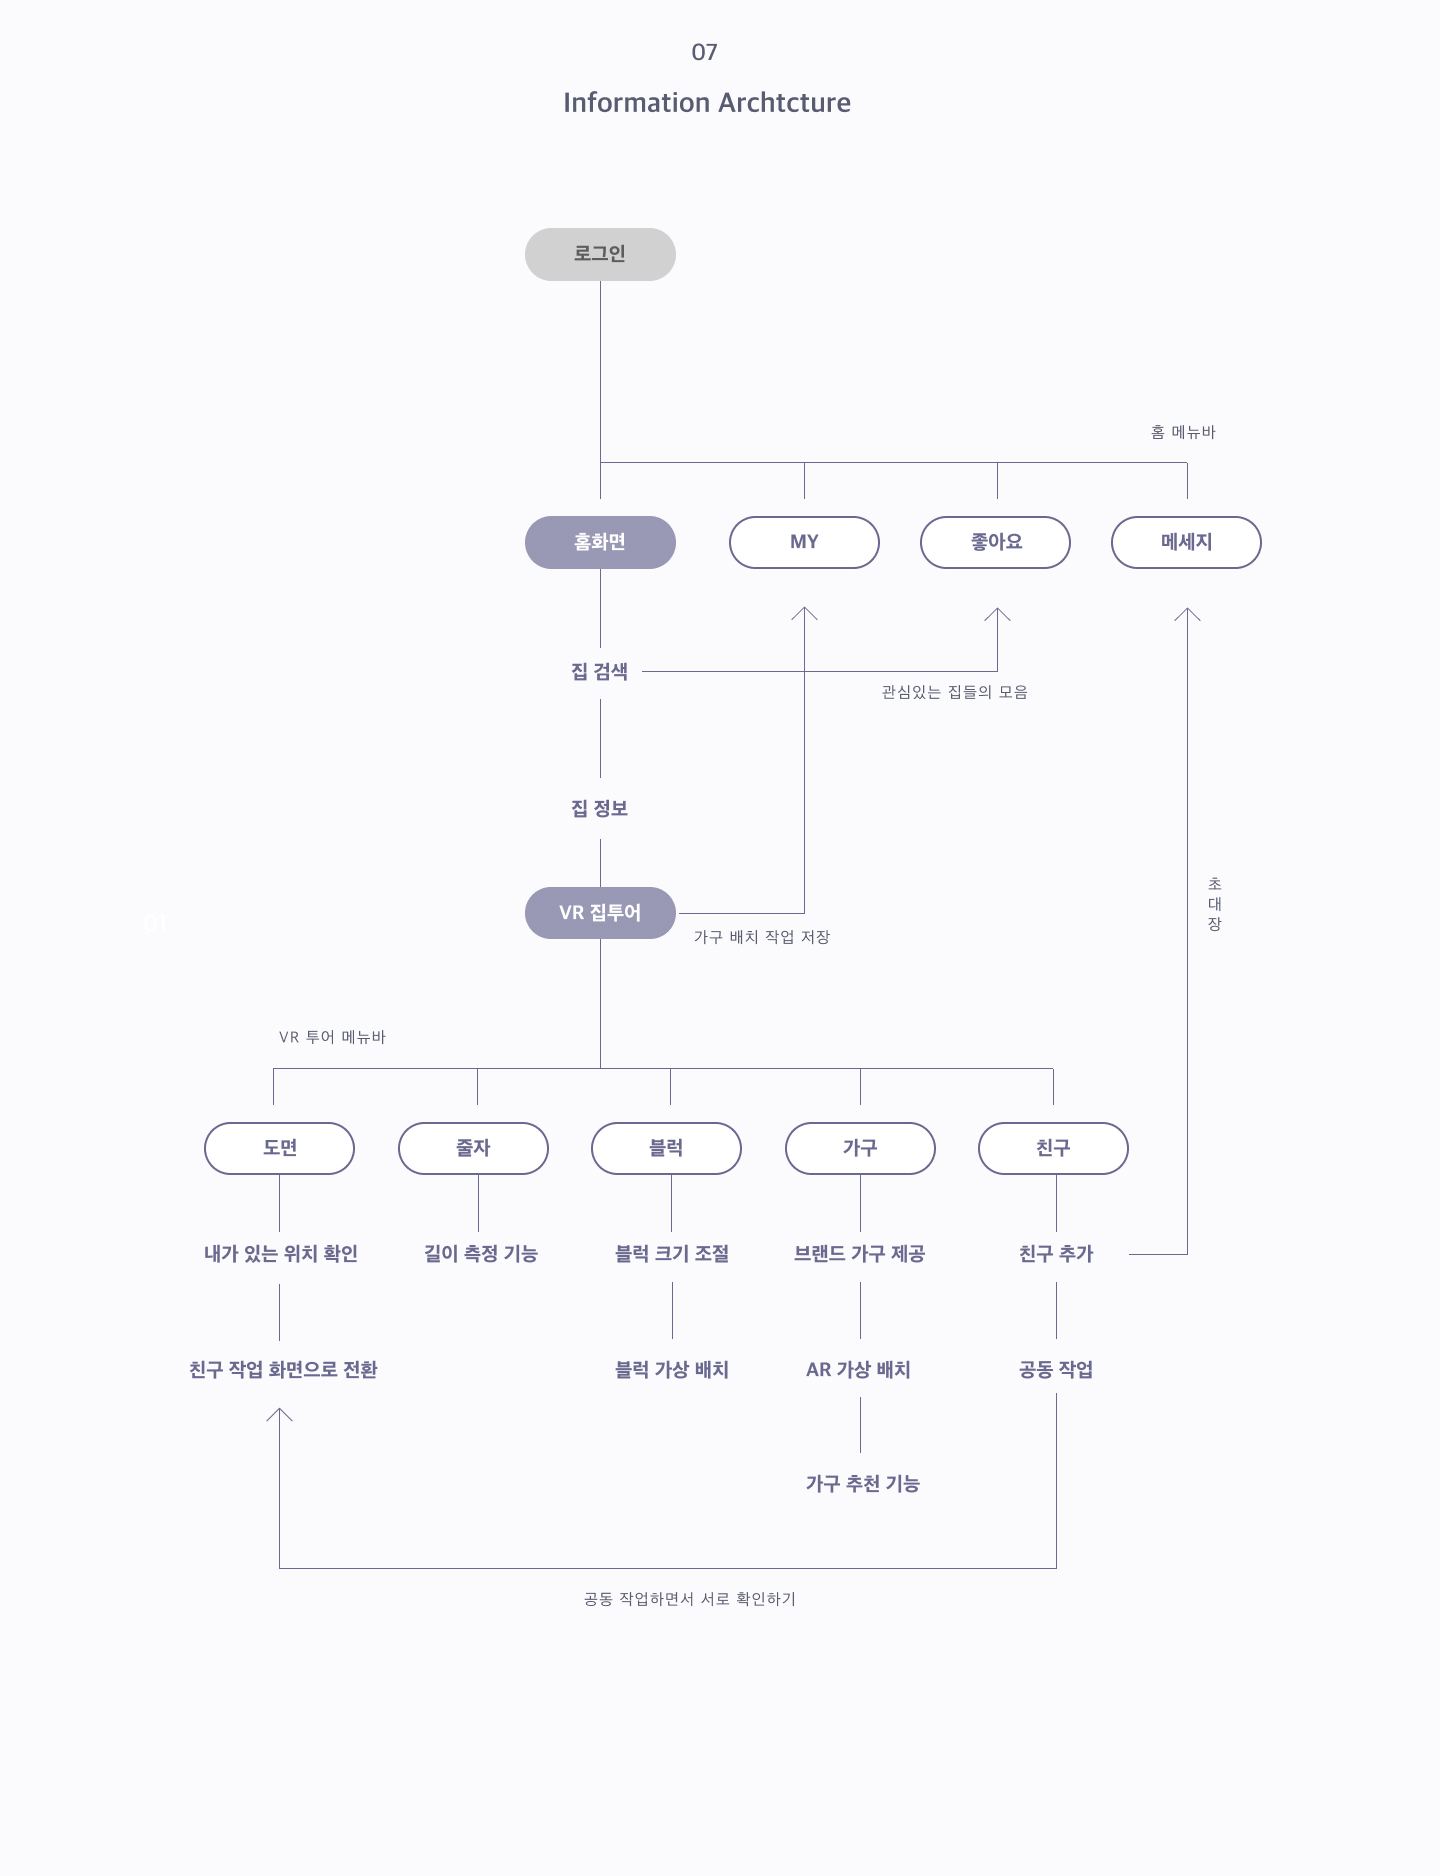 07
Information Archtcture
로그인
홈 메뉴바
홈화면
MY
좋아요
메세지
집 검색
관심있는 집들의 모음
집 정보
초
대
장
01
VR 집투어
가구 배치 작업 저장
VR 투어 메뉴바
도면
줄자
블럭
가구
친구
내가 있는 위치 확인
길이 측정 기능
블럭 크기 조절
브랜드 가구 제공
친구 추가
친구 작업 화면으로 전환
블럭 가상 배치
AR 가상 배치
공동 작업
가구 추천 기능
공동 작업하면서 서로 확인하기